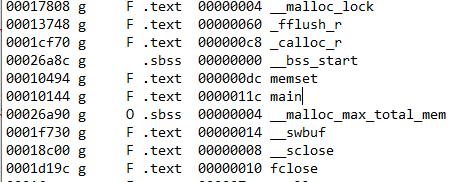 00017808 g F .text 00000004 __malloc_lock
00013748 g F .text 00000060 _fflush_r
0001cf70 g F .text 000000c8 _calloc_r
00026a8c g .sbss 00000000 __bss_start
00010494 g F .text 000000dc memset
00010144 g F .text 0000011c main
00026a90 g O .sbss 00000004 __malloc_max_total_mem
0001f730 g F .text 00000014 __swbuf
00018c00 g F .text 00000008 __sclose
0001d19c g F .text 00000010 fclose